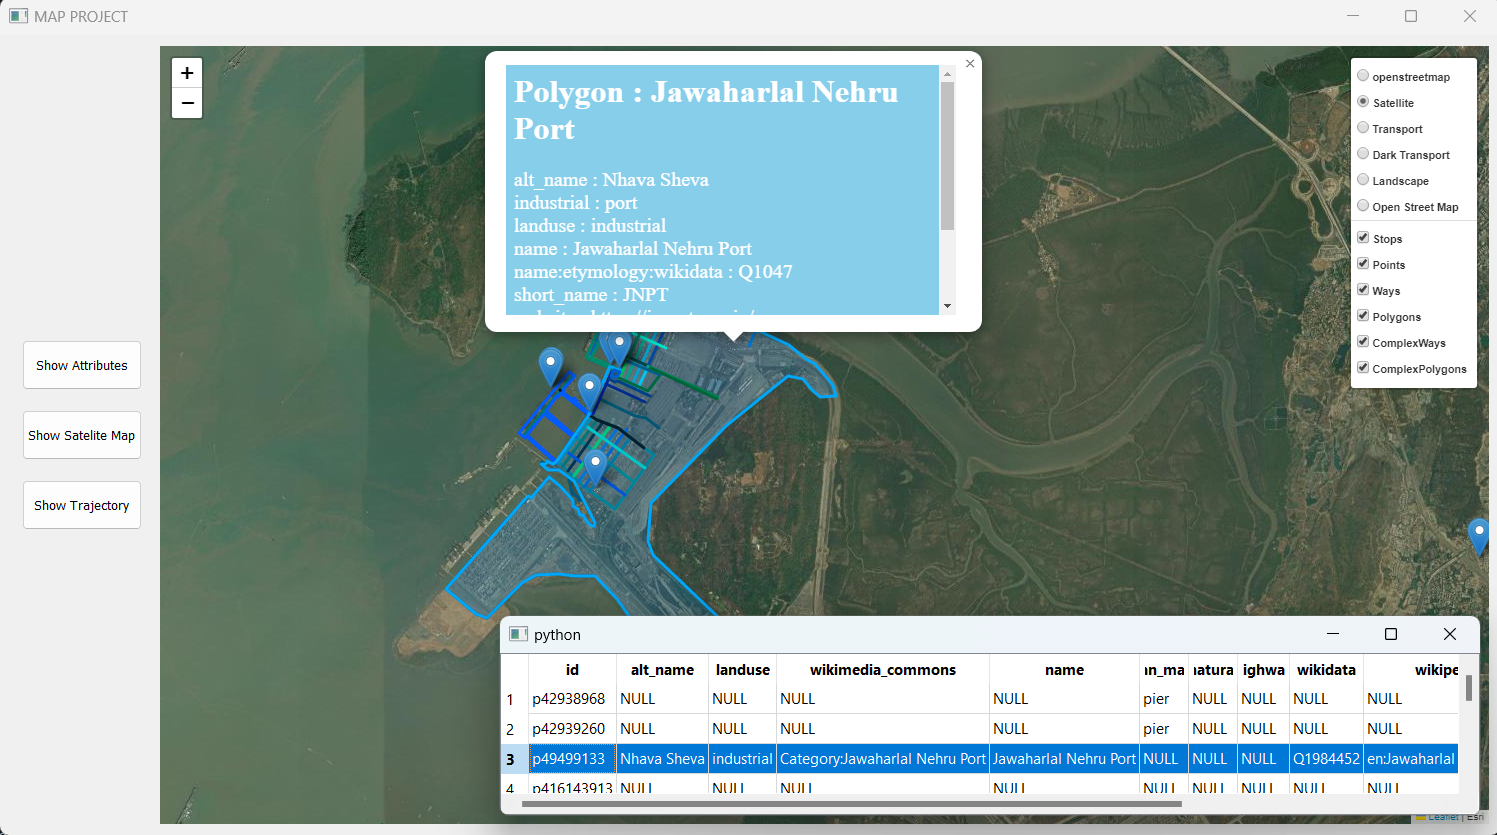 MAP PROJECT
+
−
Show Attributes
Show Satelite Map
Show Trajectory
×
Polygon : Jawaharlal Nehru
Port
alt_name : Nhava Sheva
industrial : port
landuse : industrial
name : Jawaharlal Nehru Port
name:etymology:wikidata : Q1047
short_name : JNPT
openstreetmap
Satellite
Transport
Dark Transport
Landscape
Open Street Map
Stops
Points
Ways
Polygons
ComplexWays
ComplexPolygons
python
id alt_name landuse wikimedia_commons name in_ma natura ighwa wikidata wikipe
1 p42938968 NULL NULL NULL NULL pier NULL NULL NULL NULL
2 p42939260 NULL NULL NULL NULL pier NULL NULL NULL NULL
3 p49499133 Nhava Sheva industrial Category:Jawaharlal Nehru Port Jawaharlal Nehru Port NULL NULL NULL Q1984452 en:Jawaharlal
4 p416143913 NULL NULL NULL NULL NULL NULL NULL NULL NULL
Leaflet | Esri